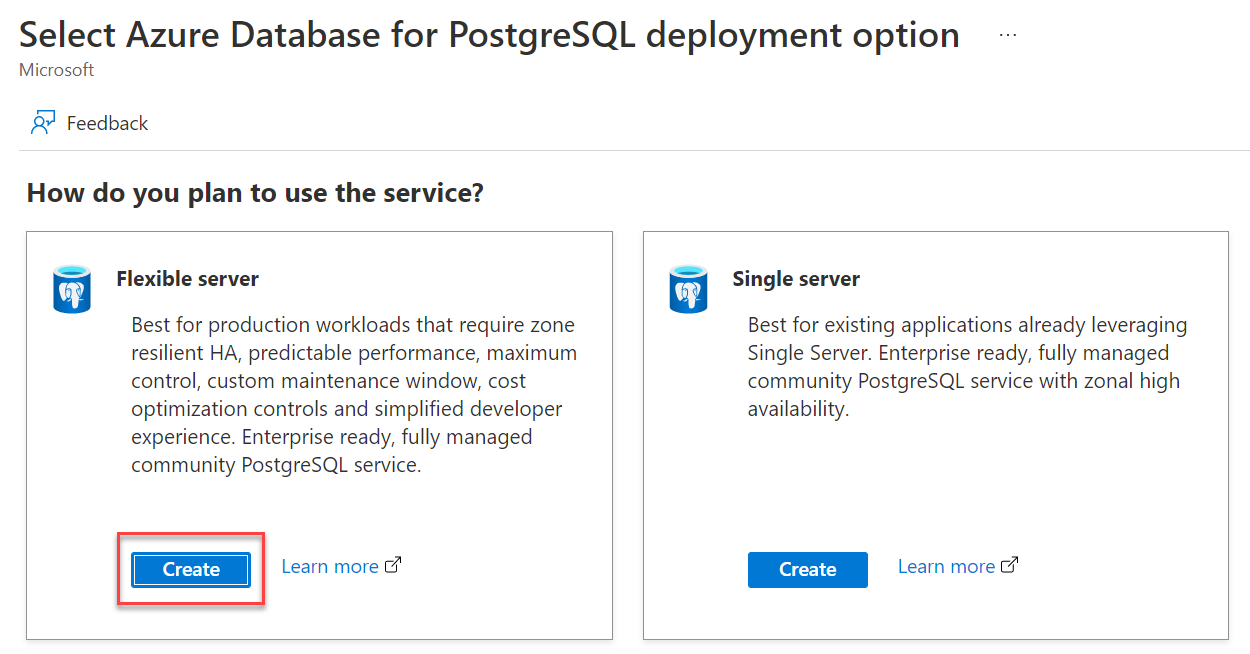 Select Azure Database for PostgreSQL deployment option ...
Microsoft
Feedback
How do you plan to use the service?
Flexible server
Best for production workloads that require zone
resilient HA, predictable performance, maximum
control, custom maintenance window, cost
optimization controls and simplified developer
experience. Enterprise ready, fully managed
community PostgreSQL service.
Create
Learn more
Single server
Best for existing applications already leveraging
Single Server. Enterprise ready, fully managed
community PostgreSQL service with zonal high
availability.
Create
Learn more